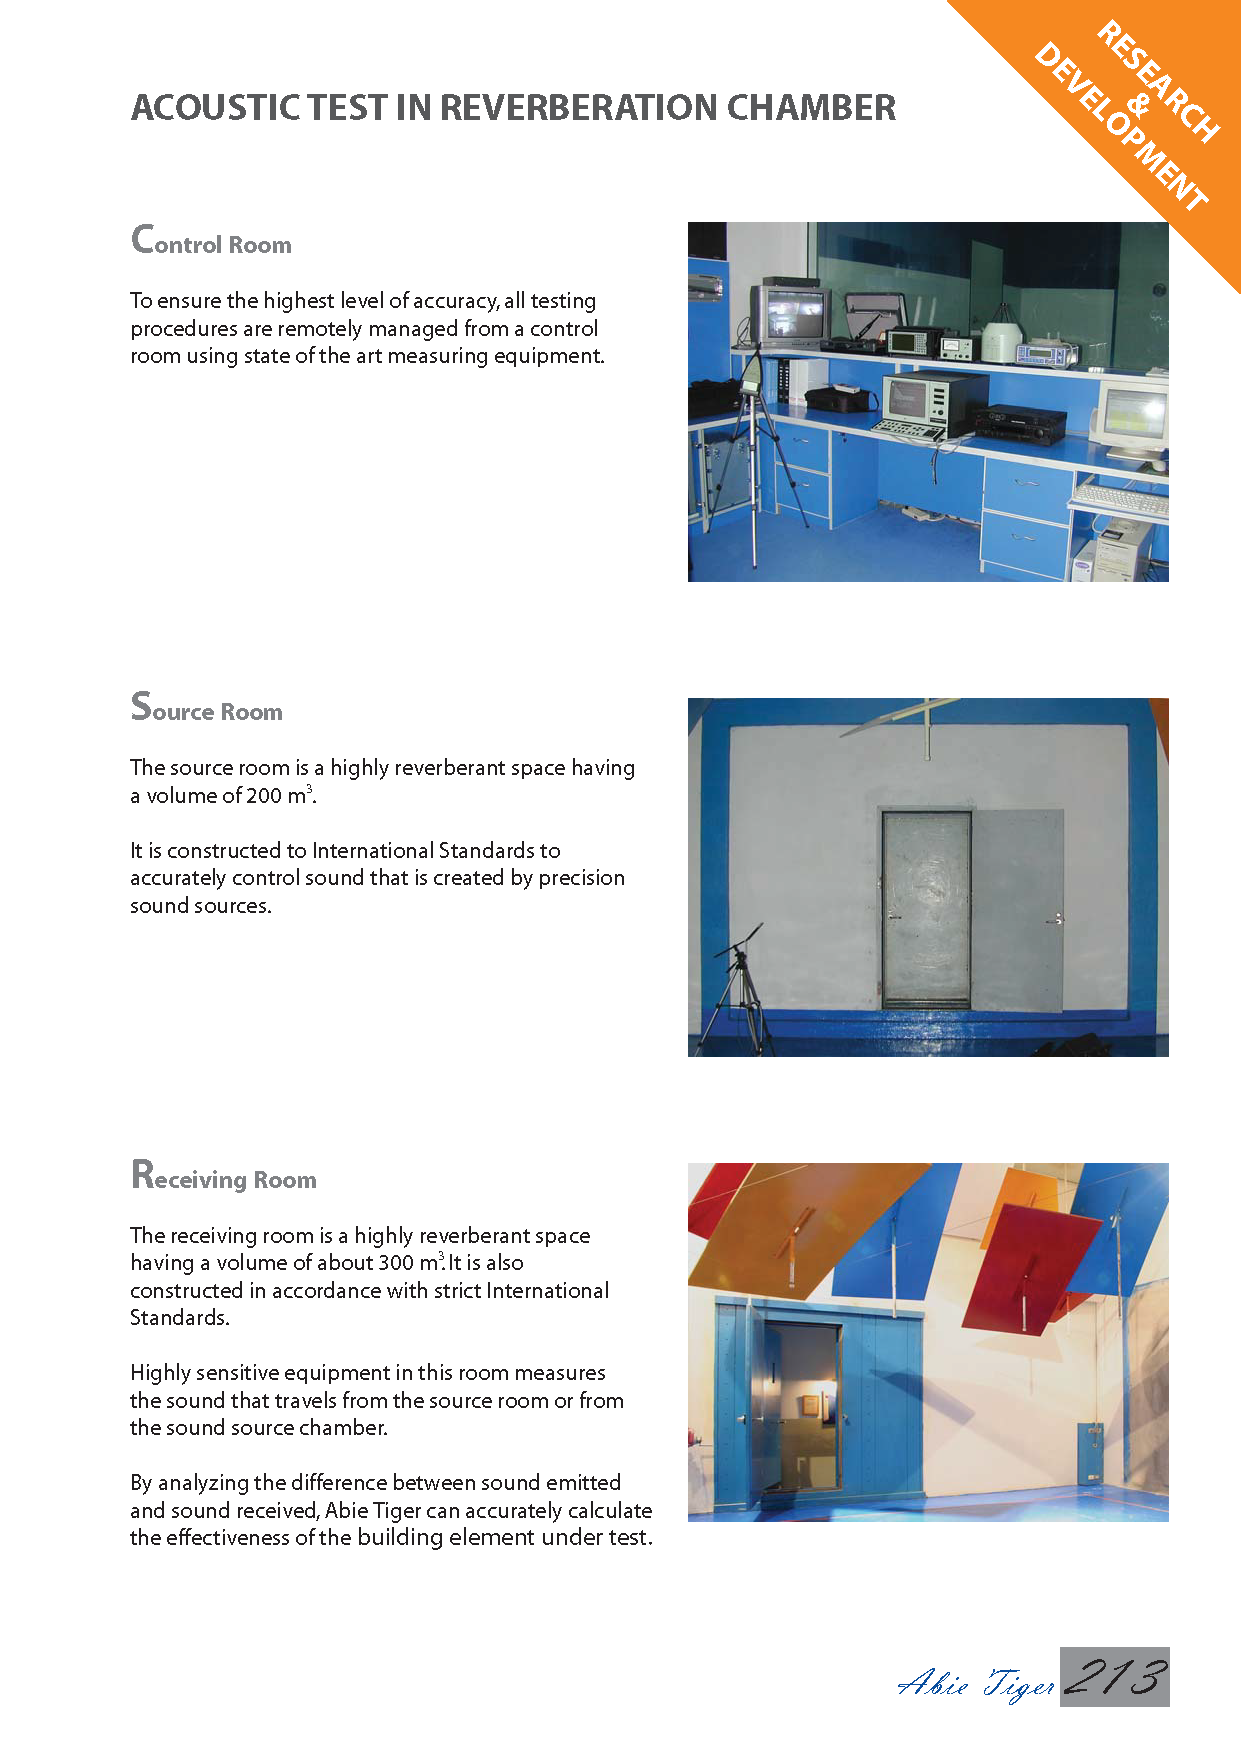 RESEARCH
&
DEVELOPMENT
ACOUSTIC TEST IN REVERBERATION CHAMBER
Control Room
To ensure the highest level of accuracy, all testing
procedures are remotely managed from a control
room using state of the art measuring equipment.
Source Room
The source room is a highly reverberant space having
a volume of 200 m³.
It is constructed to International Standards to
accurately control sound that is created by precision
sound sources.
Receiving Room
The receiving room is a highly reverberant space
having a volume of about 300 m³. It is also
constructed in accordance with strict International
Standards.
Highly sensitive equipment in this room measures
the sound that travels from the source room or from
the sound source chamber.
By analyzing the difference between sound emitted
and sound received, Abie Tiger can accurately calculate
the effectiveness of the building element under test.
Abie Tiger 213